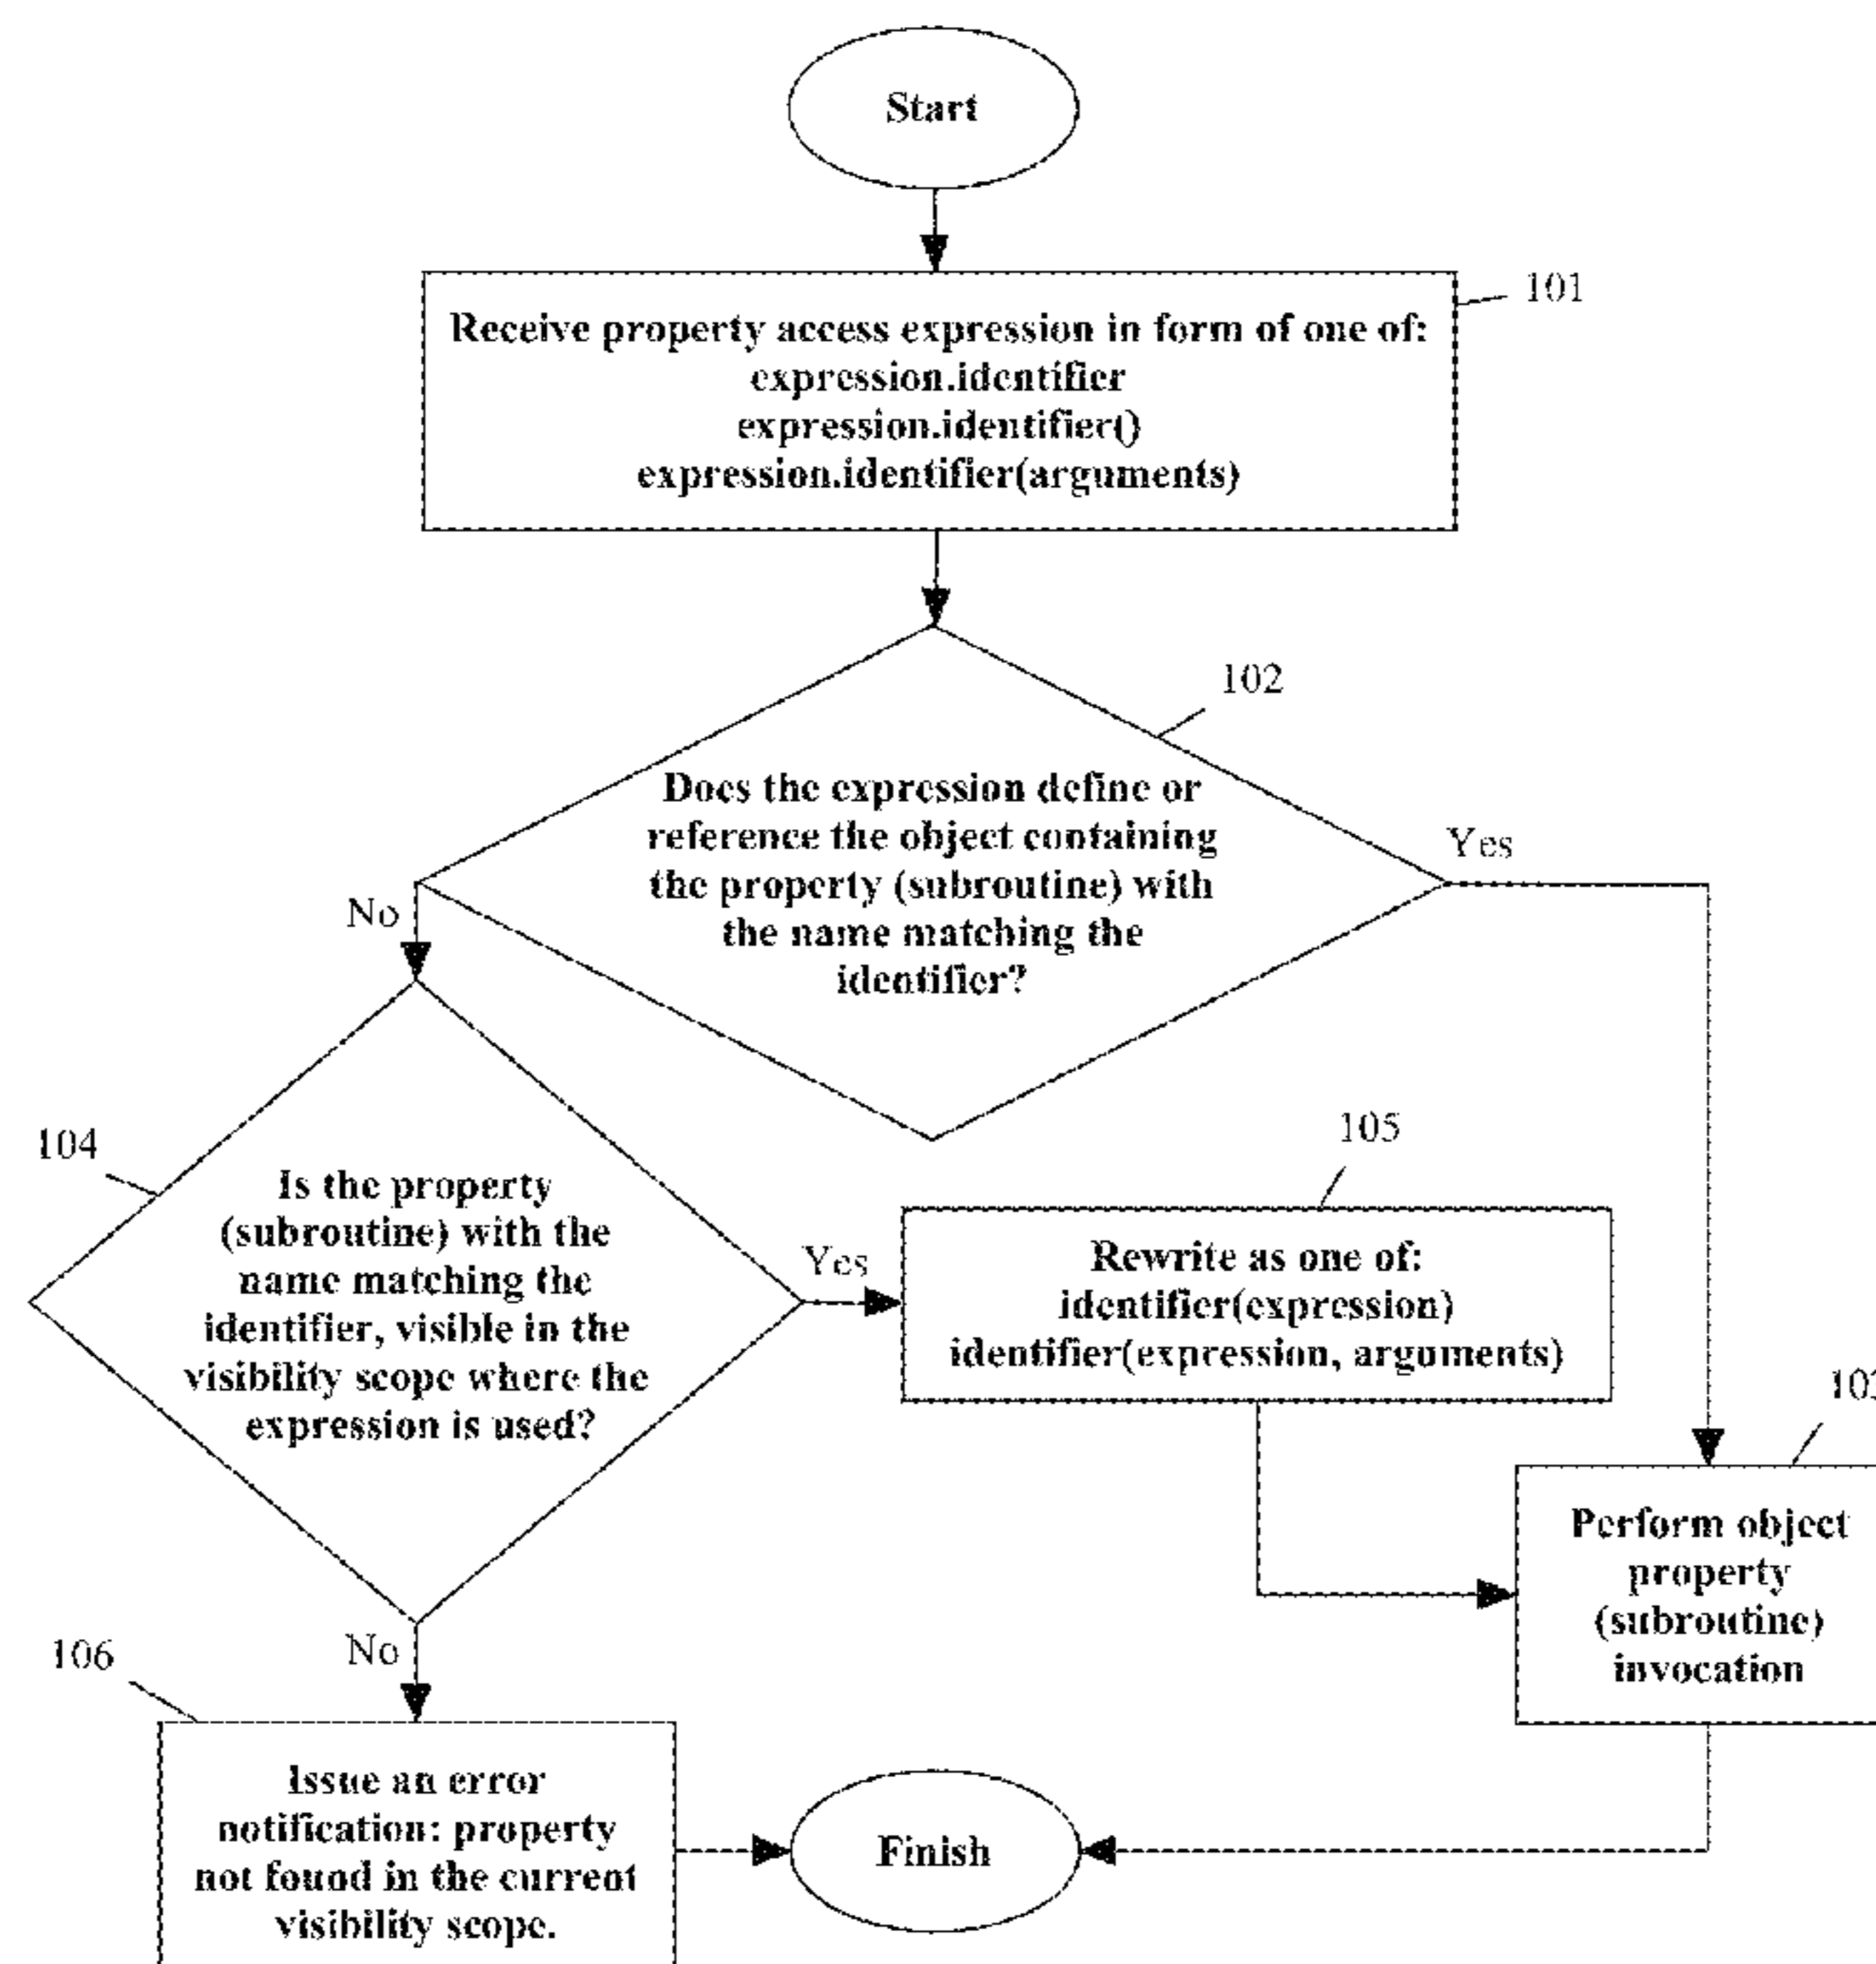 Start
101
Receive property access expression in form of one of:
expression.identifier
expression.identifier()
expression.identifier(arguments)
102
Does the expression define or
reference the object containing
the property (subroutine) with
the name matching the
identifier?
Yes
No
104
Is the property
(subroutine) with the
name matching the
identifier, visible in the
visibility scope where the
expression is used?
Yes
105
Rewrite as one of:
identifier(expression)
identifier(expression, arguments)
Perform object
property
(subroutine)
invocation
No
106
Issue an error
notification: property
not found in the current
visibility scope.
Finish